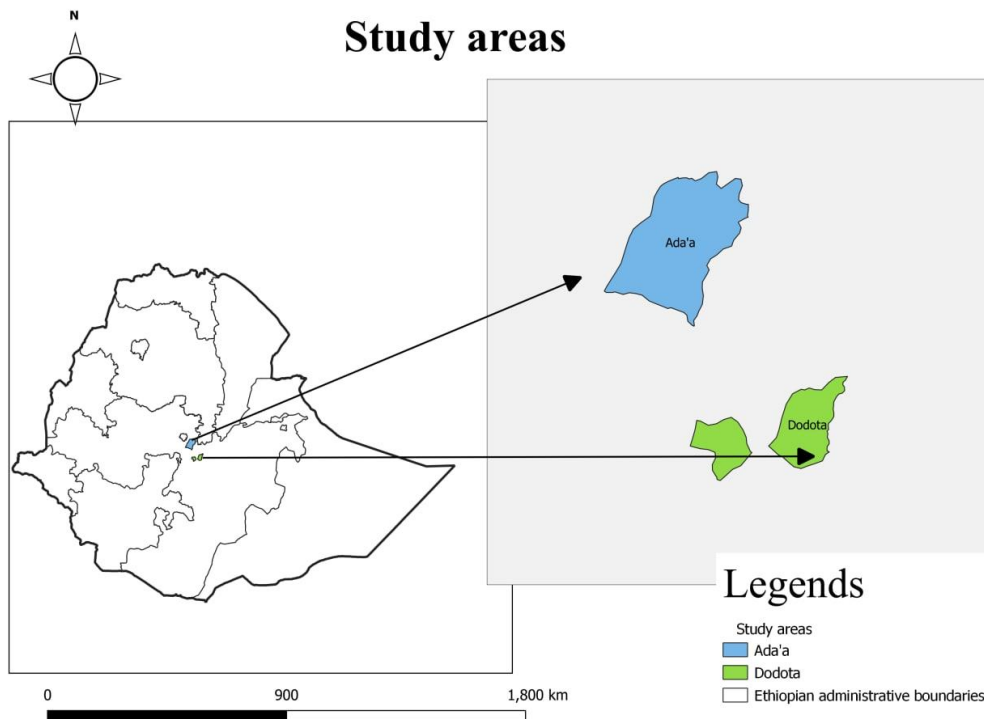 N
Study areas
Ada'a
Dodota
Legends
Study areas
Ada'a
Dodota
Ethiopian administrative boundaries
0 900 1,800 km